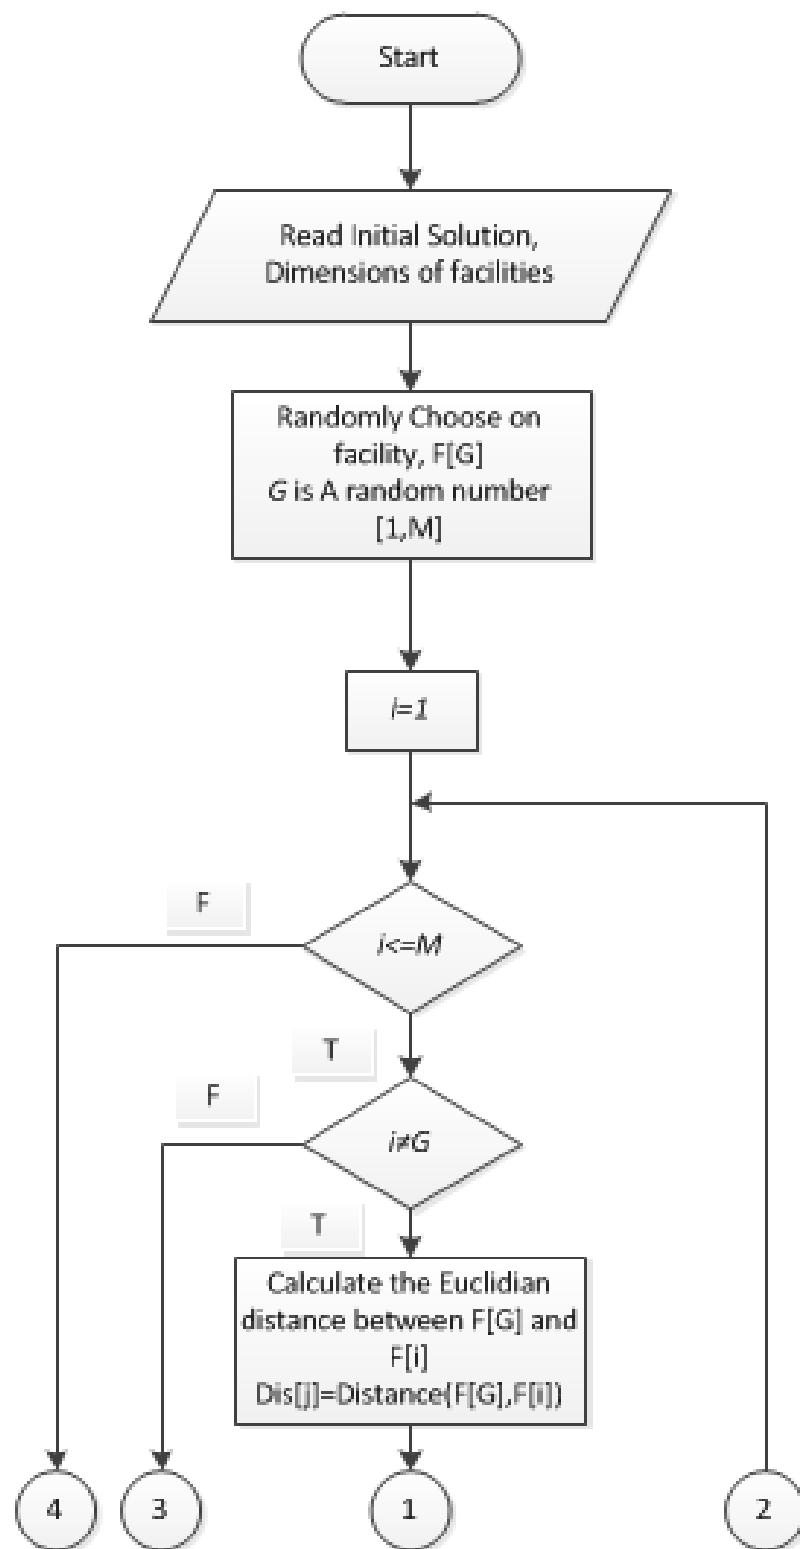 Start
Read Initial Solution,
Dimensions of facilities
Randomly Choose on
facility, F[G]
G is A random number
[1,M]
i=1
F
i<=M
T
F
i≠G
T
Calculate the Euclidian
distance between F[G] and
F[i]
Dis[j]=Distance(F[G],F[i])
4
3
1
2